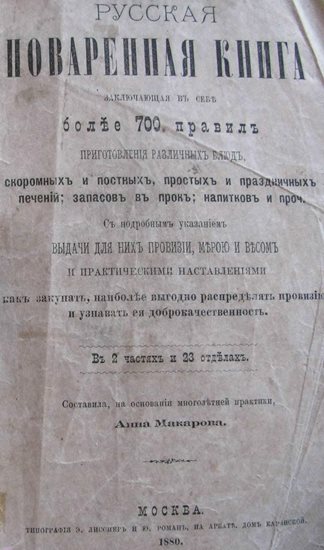 РУССКАЯ
ПОВАРЕННАЯ КНИГА
ЗАКЛЮЧАЮЩАЯ ВЪ СЕБѢ
болѣе 700. правилъ
ПРИГОТОВЛЕНІЯ РАЗЛИЧНЫХЪ БЛЮДЪ,
скоромныхъ и постныхъ, простыхъ и праздничныхъ
печеній; запасовъ въ прокъ; напитковъ и проч.
Съ подробнымъ указаніемъ
ВЫДАЧИ ДЛЯ НИХЪ ПРОВИЗІИ, МѢРОЮ И ВѢСОМЪ
И ПРАКТИЧЕСКИМИ НАСТАВЛЕНІЯМИ
какъ закупать, наиболѣе выгодно распредѣлять провизію
и узнавать ея доброкачественность.
Въ 2 частяхъ и 23 отдѣлахъ.
Составила, на основаніи многолѣтней практики,
Анна Макарова.
МОСКВА.
ТИПОГРАФІЯ Э. ЛИССНЕРЪ И Ю. РОМАНЪ, НА АРБАТѢ, ДОМЪ КАРИНСКОЙ.
1880.